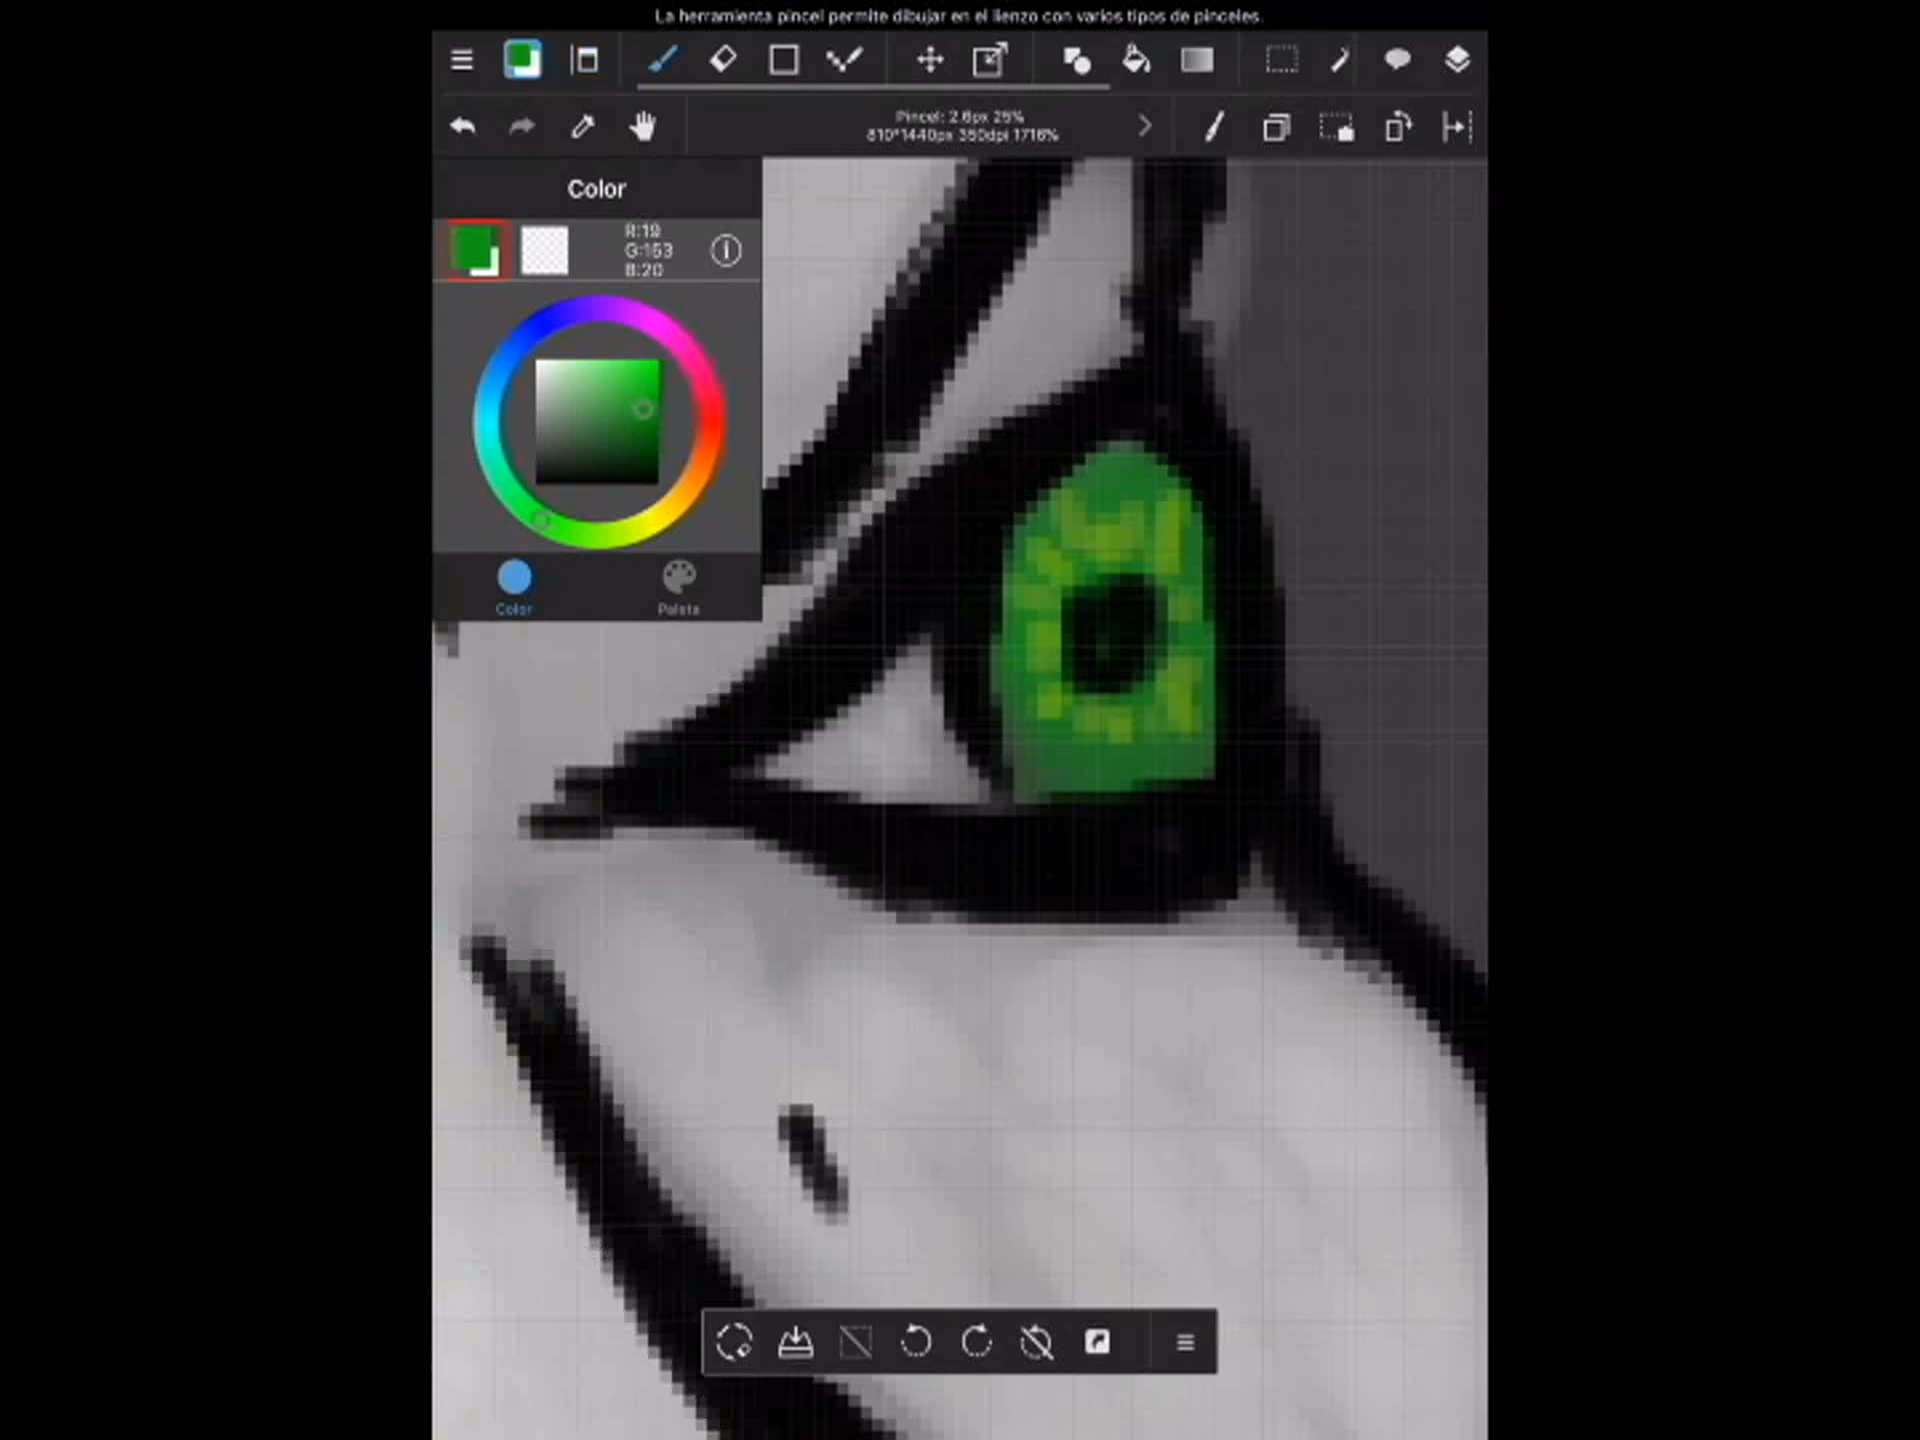 La herramienta pincel permite dibujar en el lienzo con varios tipos de pinceles.
Pincel: 2.6px 25%
810*1440px 350dpi 1716%
Color
R:19
G:153
B:20
Color
Paleta